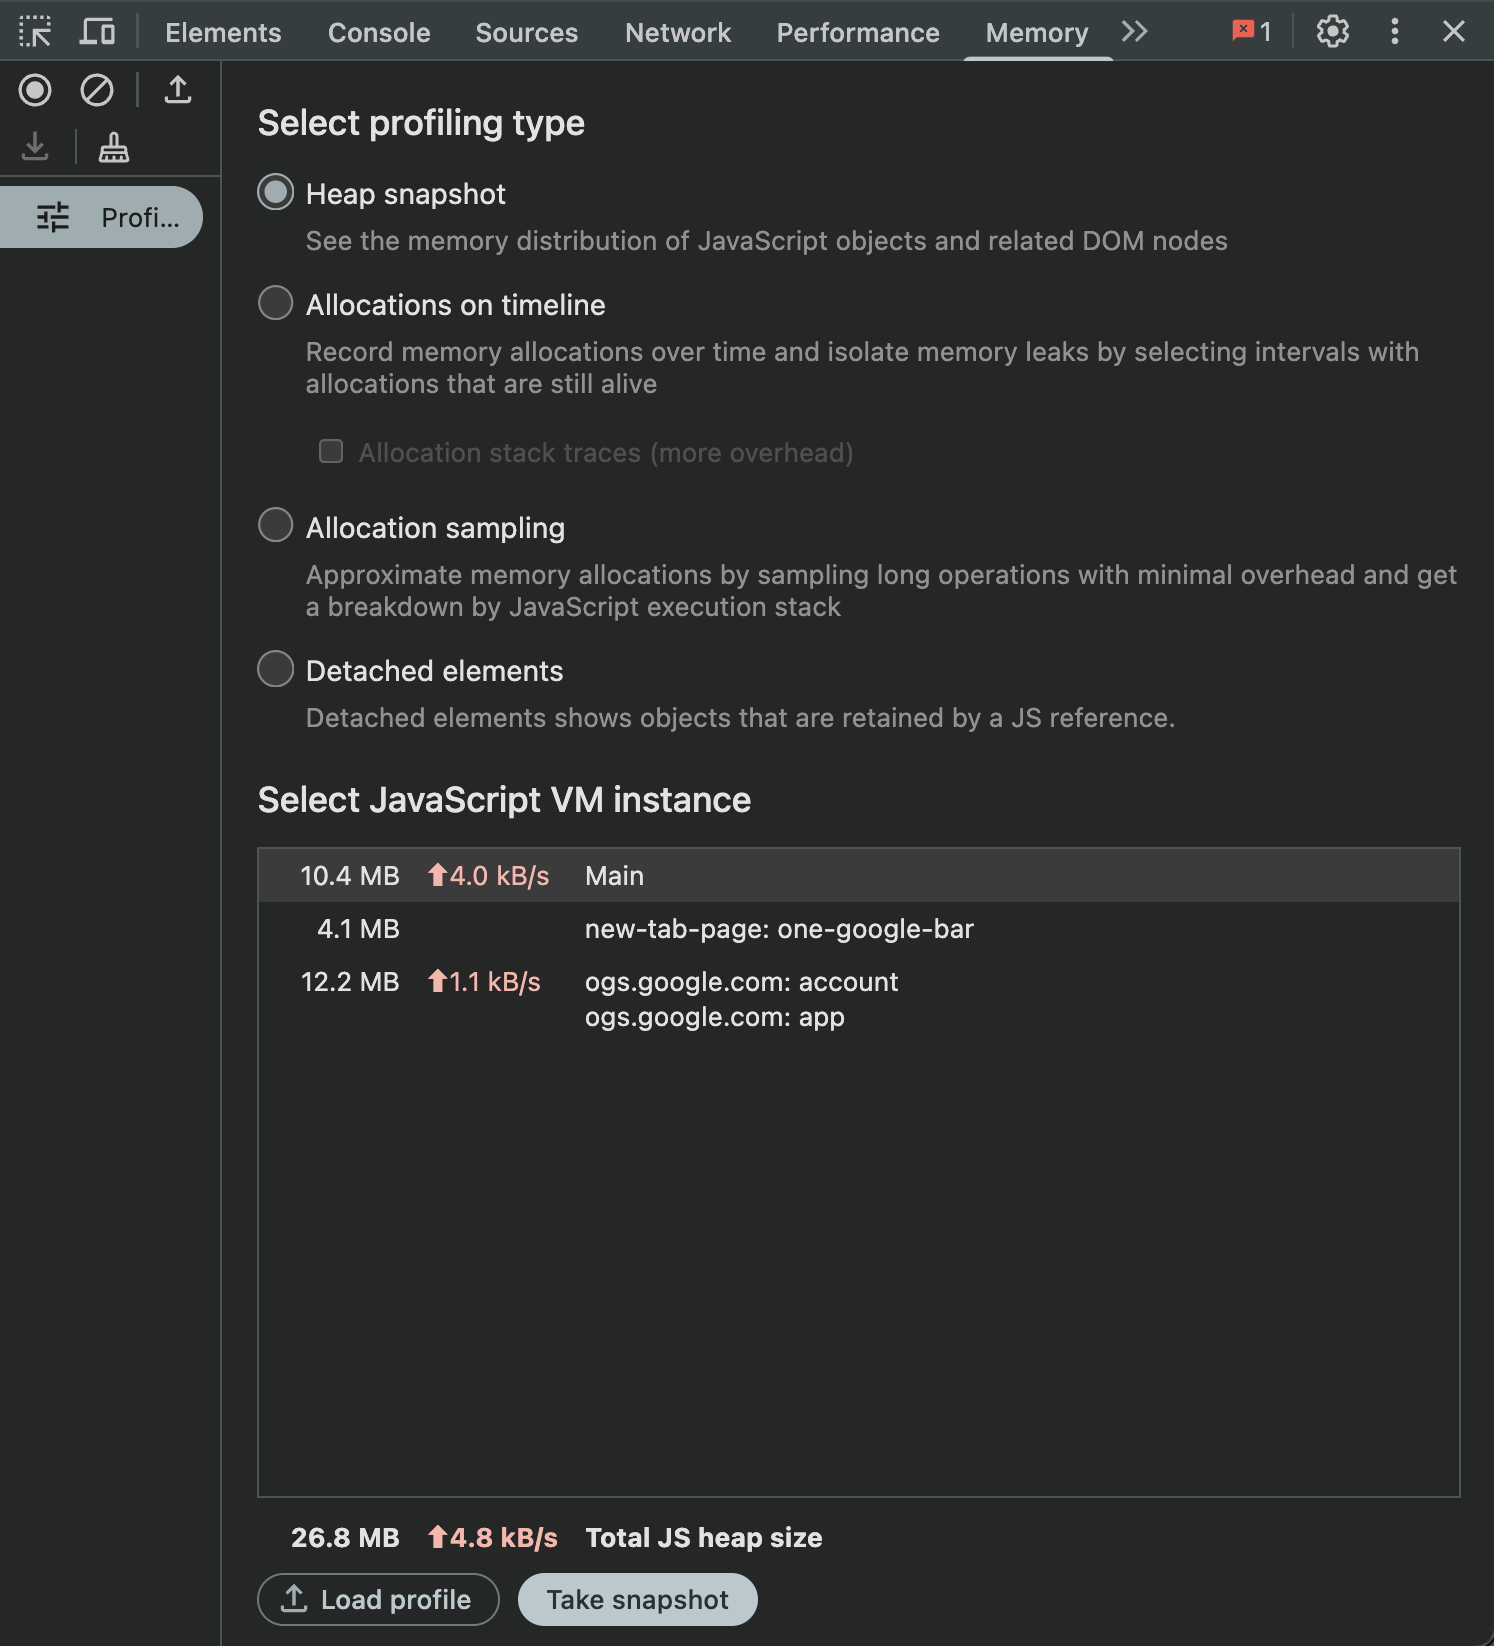 Elements Console Sources Network Performance Memory 1
Profi...
Select profiling type
Heap snapshot
See the memory distribution of JavaScript objects and related DOM nodes
Allocations on timeline
Record memory allocations over time and isolate memory leaks by selecting intervals with
allocations that are still alive
Allocation stack traces (more overhead)
Allocation sampling
Approximate memory allocations by sampling long operations with minimal overhead and get
a breakdown by JavaScript execution stack
Detached elements
Detached elements shows objects that are retained by a JS reference.
Select JavaScript VM instance
10.4 MB 4.0 kB/s Main
4.1 MB new-tab-page: one-google-bar
12.2 MB 1.1 kB/s ogs.google.com: account
ogs.google.com: app
26.8 MB 4.8 kB/s Total JS heap size
Load profile Take snapshot